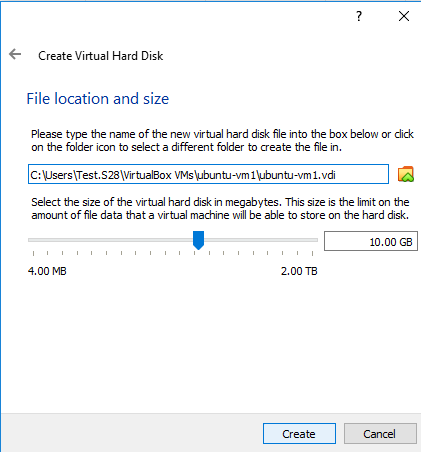 ?
Create Virtual Hard Disk
File location and size
Please type the name of the new virtual hard disk file into the box below or click
on the folder icon to select a different folder to create the file in.
C:\Users\Test.S28\VirtualBox VMs\ubuntu-vm1\ubuntu-vm1.vdi
Select the size of the virtual hard disk in megabytes. This size is the limit on the
amount of file data that a virtual machine will be able to store on the hard disk.
10.00 GB
4.00 MB 2.00 TB
Create Cancel